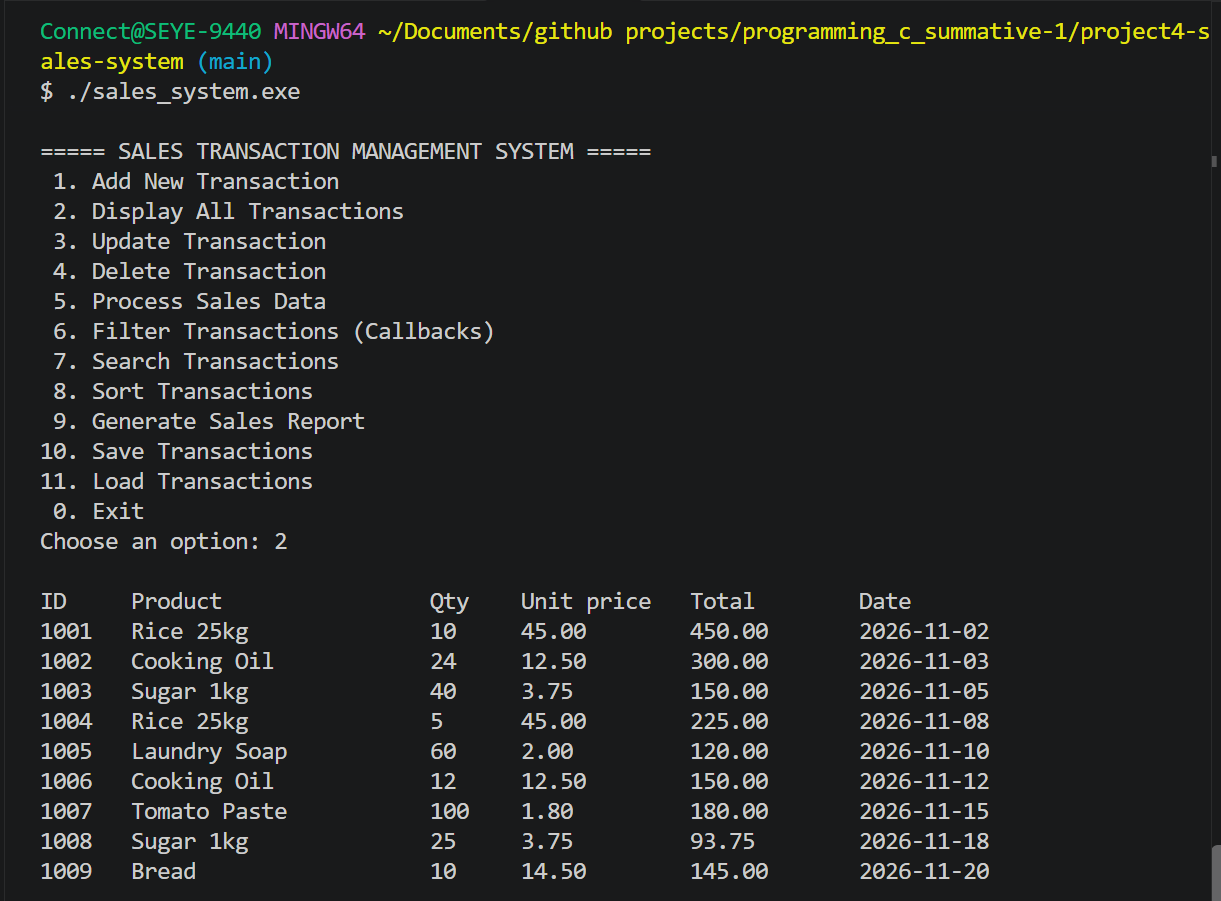 Connect@SEYE-9440 MINGW64 ~/Documents/github projects/programming_c_summative-1/project4-s
ales-system (main)
$ ./sales_system.exe

===== SALES TRANSACTION MANAGEMENT SYSTEM =====
 1. Add New Transaction
 2. Display All Transactions
 3. Update Transaction
 4. Delete Transaction
 5. Process Sales Data
 6. Filter Transactions (Callbacks)
 7. Search Transactions
 8. Sort Transactions
 9. Generate Sales Report
10. Save Transactions
11. Load Transactions
 0. Exit
Choose an option: 2

ID     Product                Qty    Unit price   Total        Date
1001   Rice 25kg              10     45.00        450.00       2026-11-02
1002   Cooking Oil            24     12.50        300.00       2026-11-03
1003   Sugar 1kg              40     3.75         150.00       2026-11-05
1004   Rice 25kg              5      45.00        225.00       2026-11-08
1005   Laundry Soap           60     2.00         120.00       2026-11-10
1006   Cooking Oil            12     12.50        150.00       2026-11-12
1007   Tomato Paste           100    1.80         180.00       2026-11-15
1008   Sugar 1kg              25     3.75         93.75        2026-11-18
1009   Bread                  10     14.50        145.00       2026-11-20